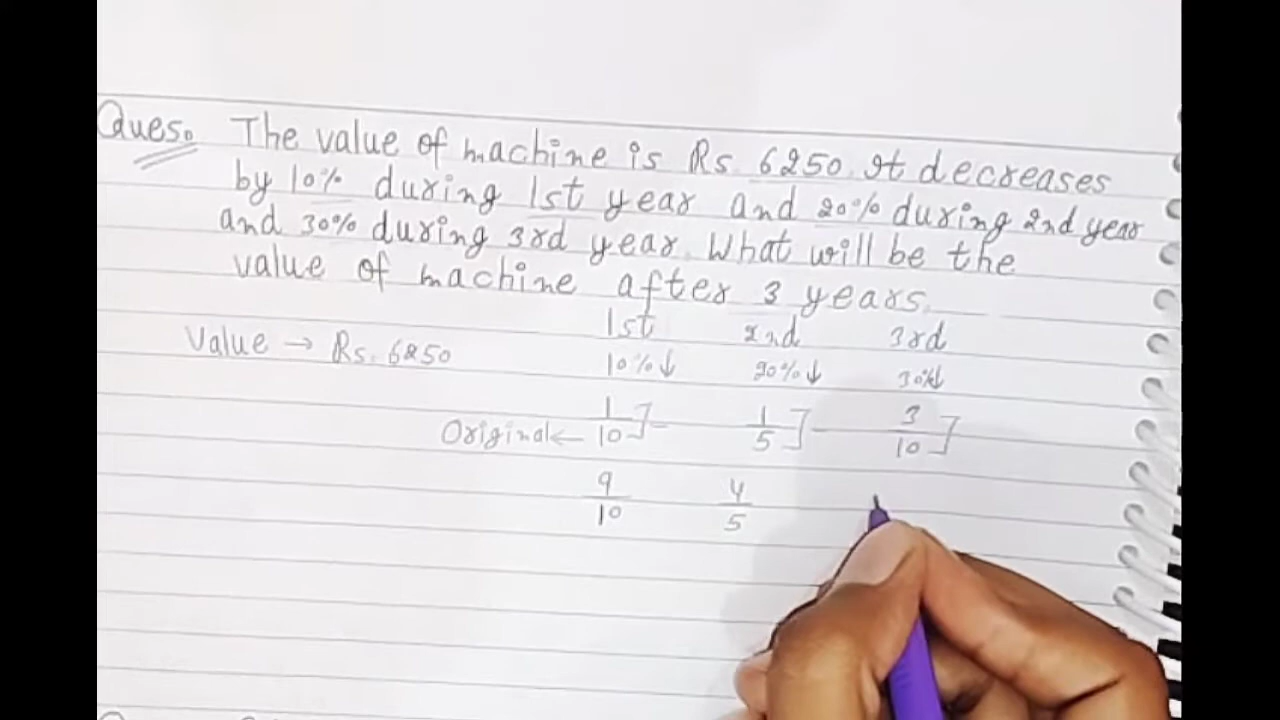 Ques. The value of machine is Rs 6250. It decreases
by 10% during 1st year and 20% during 2nd year
and 30% during 3rd year. What will be the
value of machine after 3 years.
1st 2nd 3rd
Value → Rs. 6250 10%↓ 20%↓ 30%↓
Original ← 1/10] — 1/5] — 3/10]
9/10 4/5